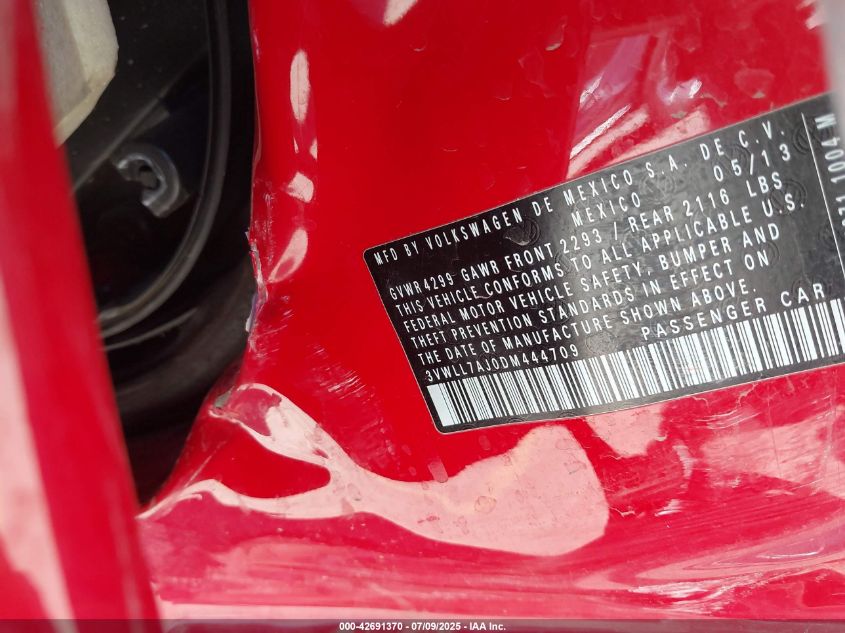 MFD BY VOLKSWAGEN DE MEXICO S.A. DE C.V.
MEXICO 05/13
GVWR 4299 GAWR FRONT 2293 / REAR 2116 LBS
THIS VEHICLE CONFORMS TO ALL APPLICABLE U.S.
FEDERAL MOTOR VEHICLE SAFETY, BUMPER AND
THEFT PREVENTION STANDARDS IN EFFECT ON
THE DATE OF MANUFACTURE SHOWN ABOVE.
3VWLL7AJ0DM444709 PASSENGER CAR
1004 M
000-42691370 - 07/09/2025 - IAA Inc.